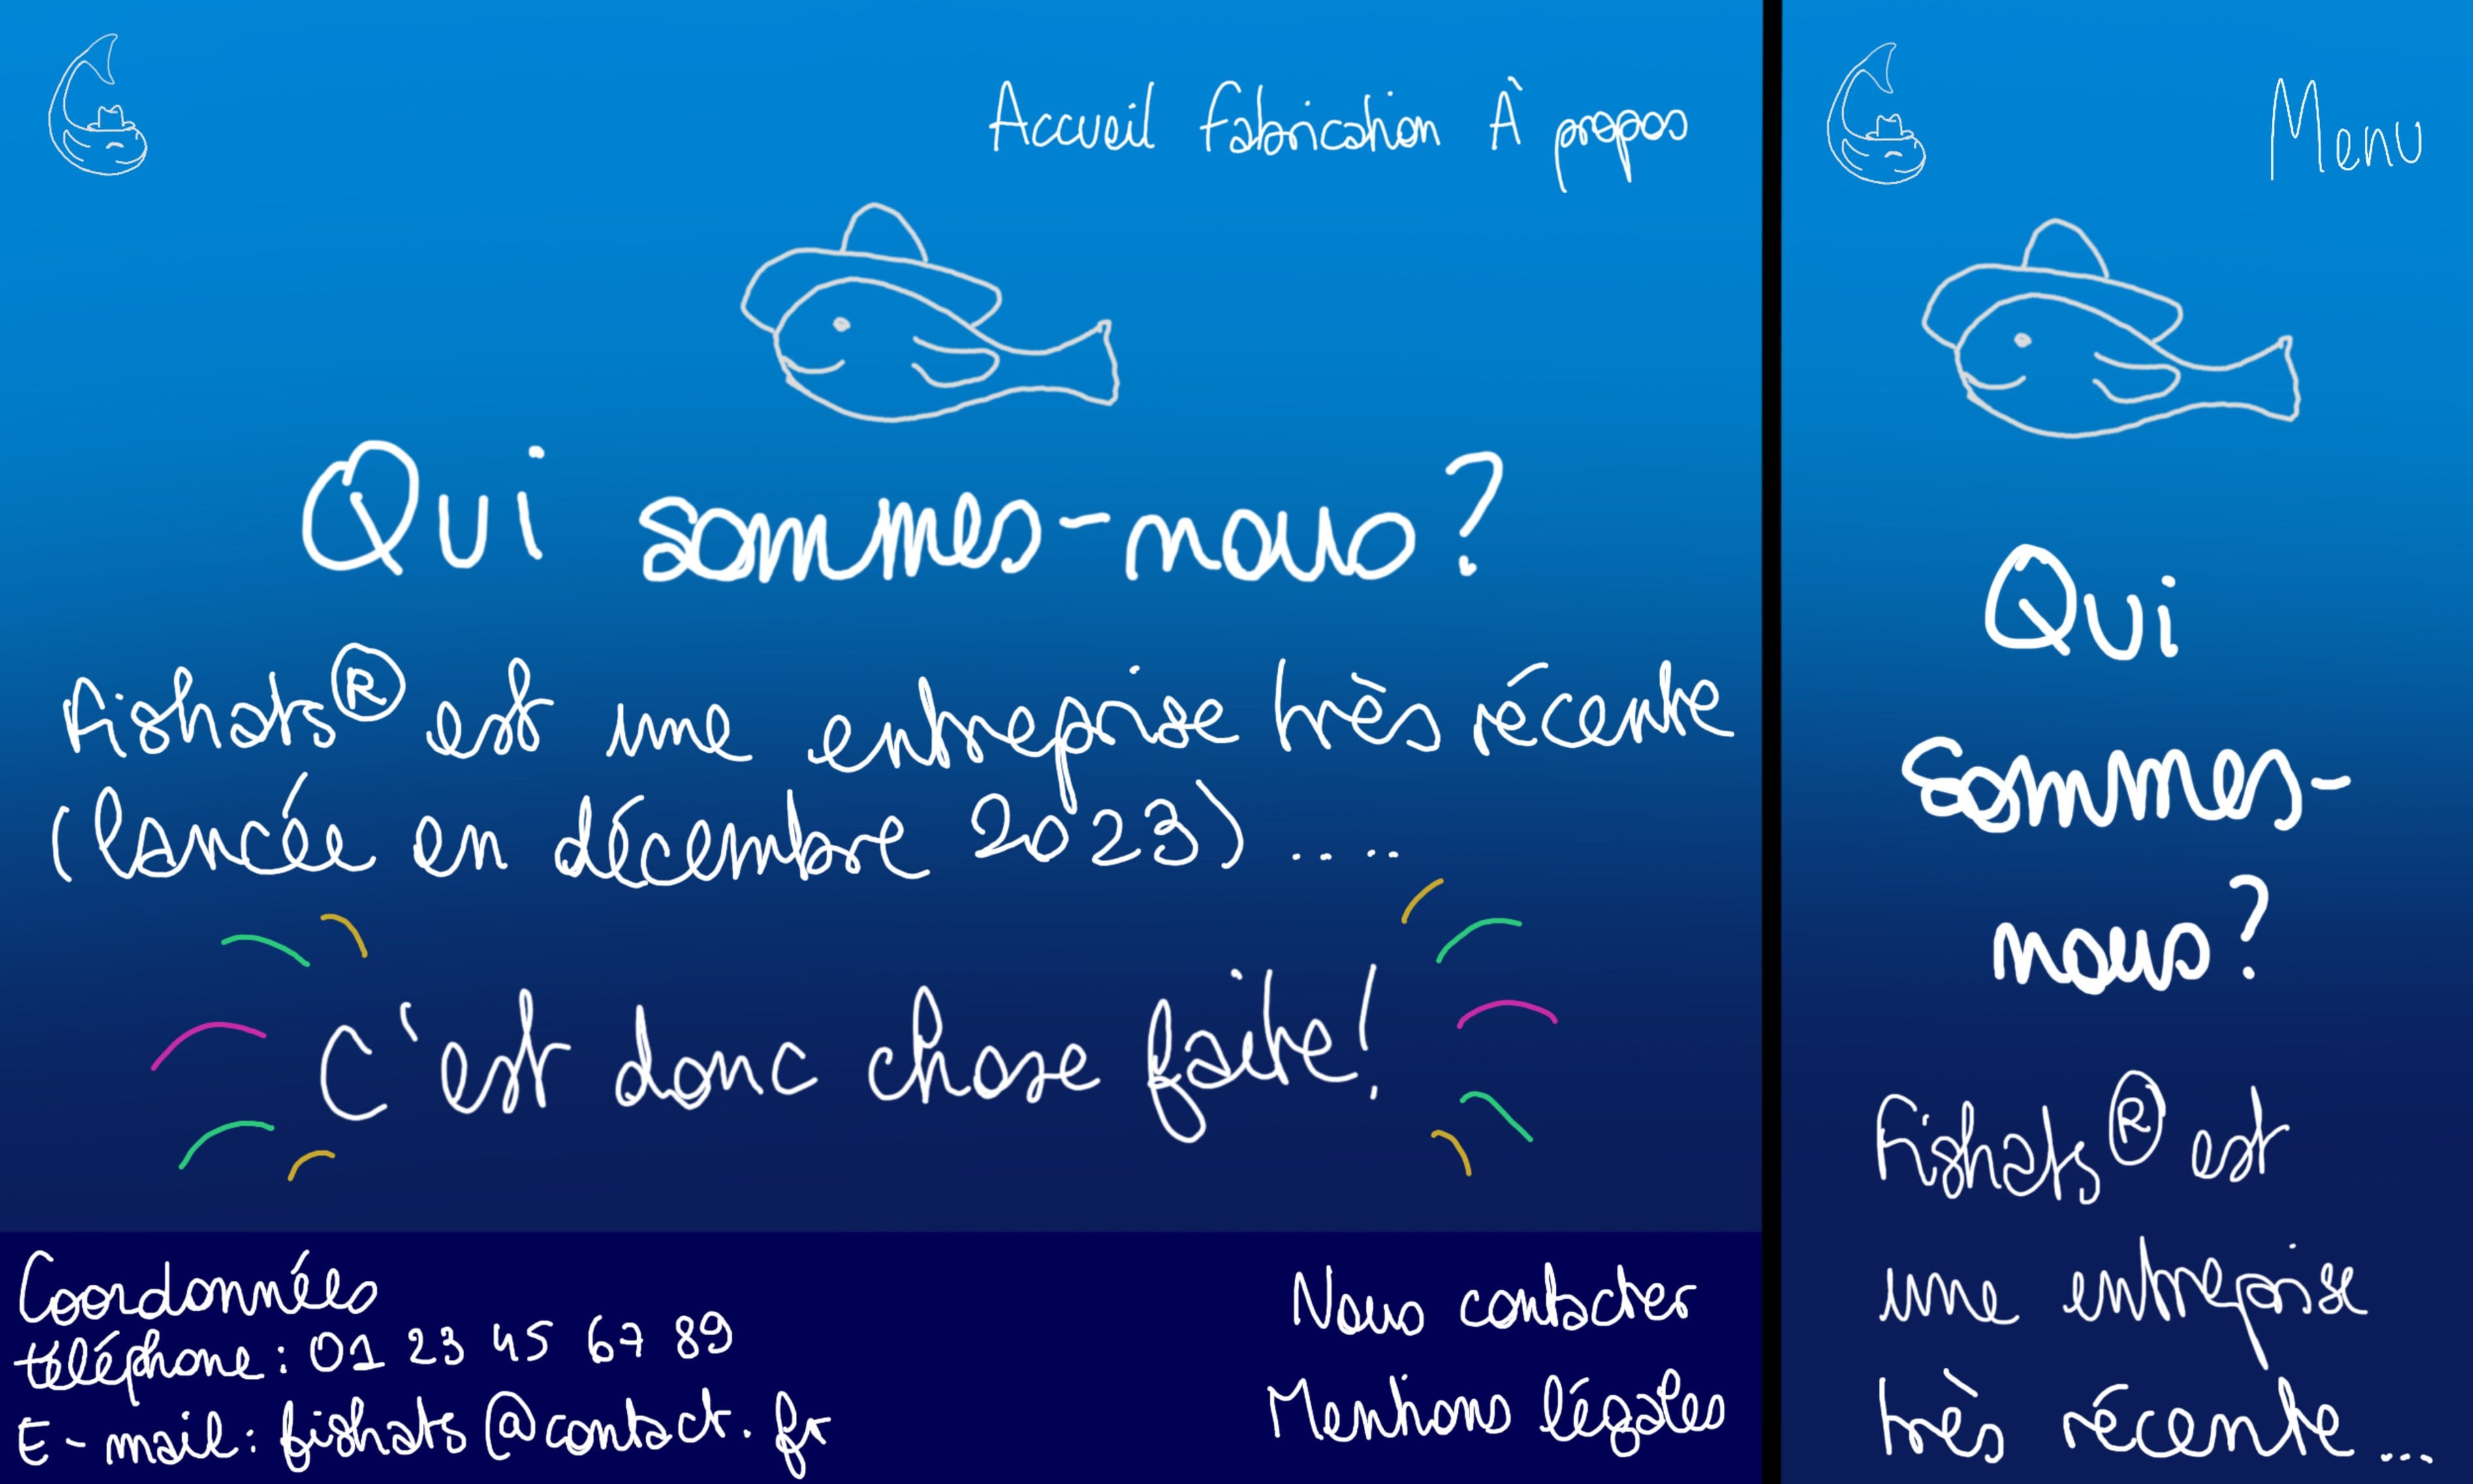 Accueil Fabrication À propos
Qui sommes-nous?
Fishats® est une entreprise très récente
(lancée en décembre 2023)....
C'est donc chose faite!
Coordonnées
téléphone: 01 23 45 67 89
E-mail: fishats@contact.fr
Nous contacter
Mentions légales
Menu
Qui
sommes-
nous?
Fishats® est
une entreprise
très récente...